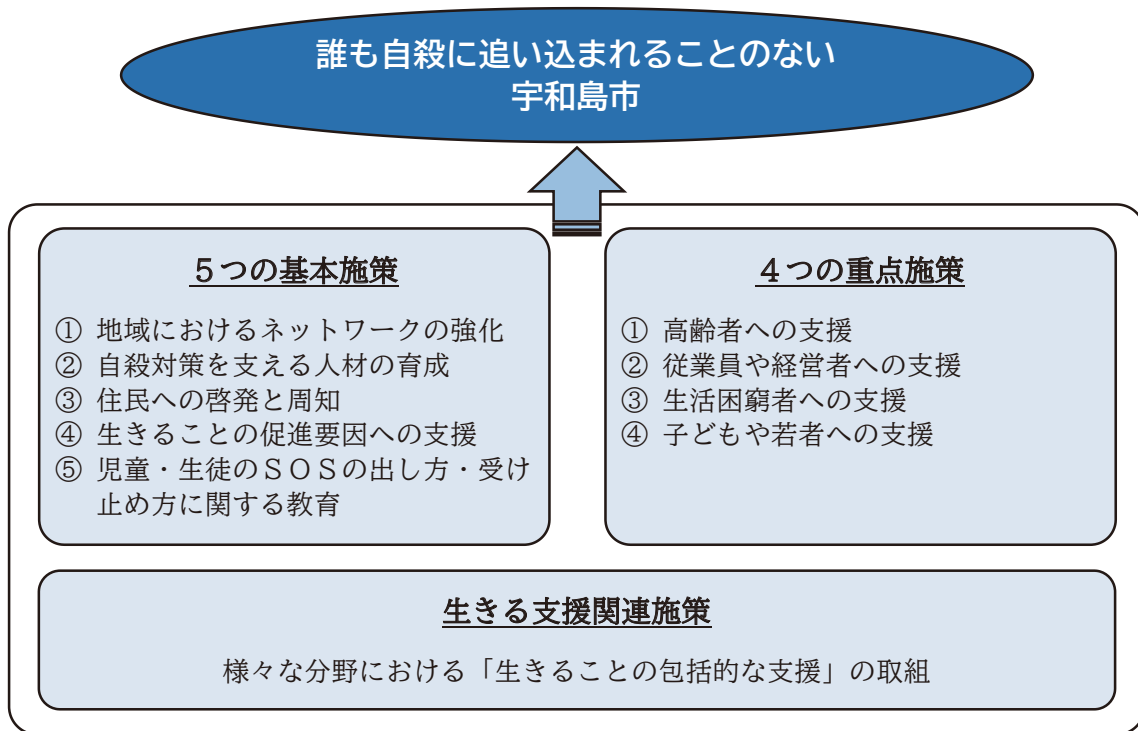 誰も自殺に追い込まれることのない
宇和島市
５つの基本施策
① 地域におけるネットワークの強化
② 自殺対策を支える人材の育成
③ 住民への啓発と周知
④ 生きることの促進要因への支援
⑤ 児童・生徒のＳＯＳの出し方・受け
止め方に関する教育
４つの重点施策
① 高齢者への支援
② 従業員や経営者への支援
③ 生活困窮者への支援
④ 子どもや若者への支援
生きる支援関連施策
様々な分野における「生きることの包括的な支援」の取組